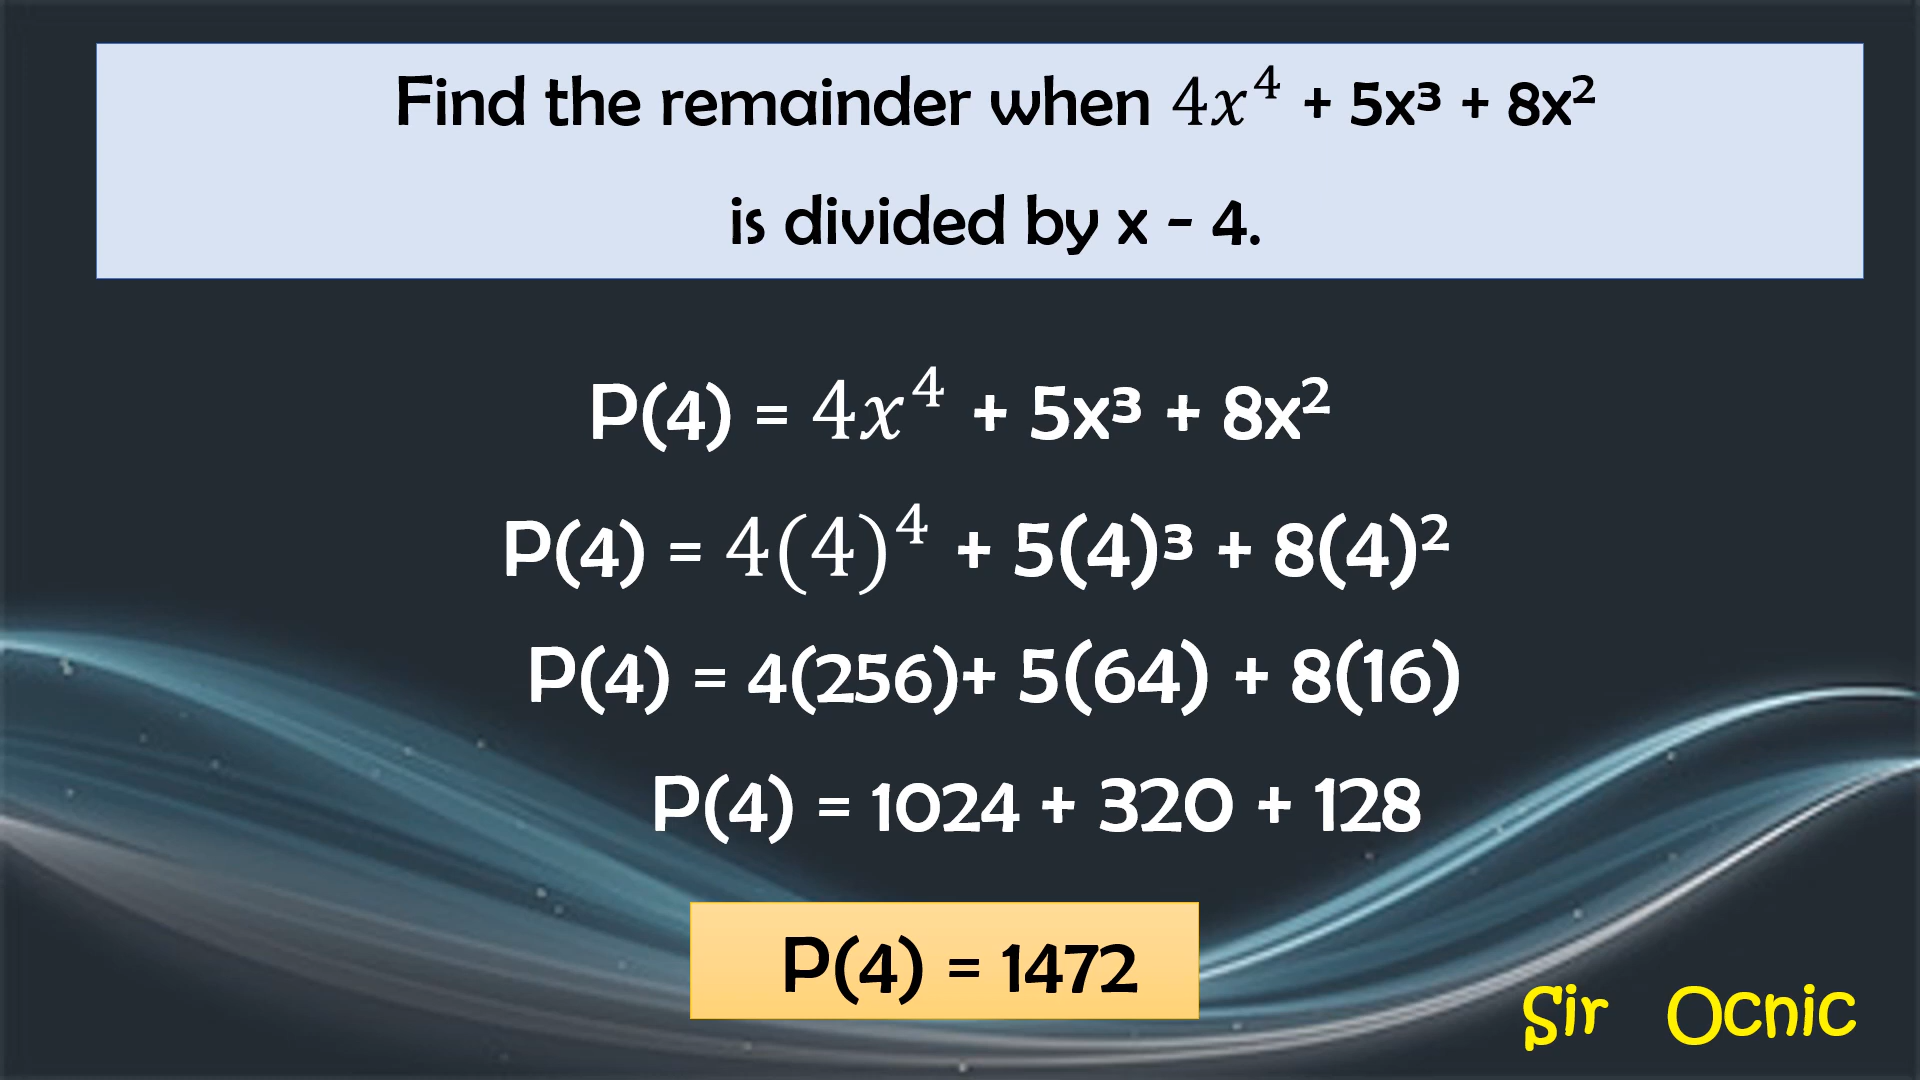 Find the remainder when 4x⁴ + 5x³ + 8x²
is divided by x - 4.
P(4) = 4x⁴ + 5x³ + 8x²
P(4) = 4(4)⁴ + 5(4)³ + 8(4)²
P(4) = 4(256)+ 5(64) + 8(16)
P(4) = 1024 + 320 + 128
P(4) = 1472
Sir Ocnic